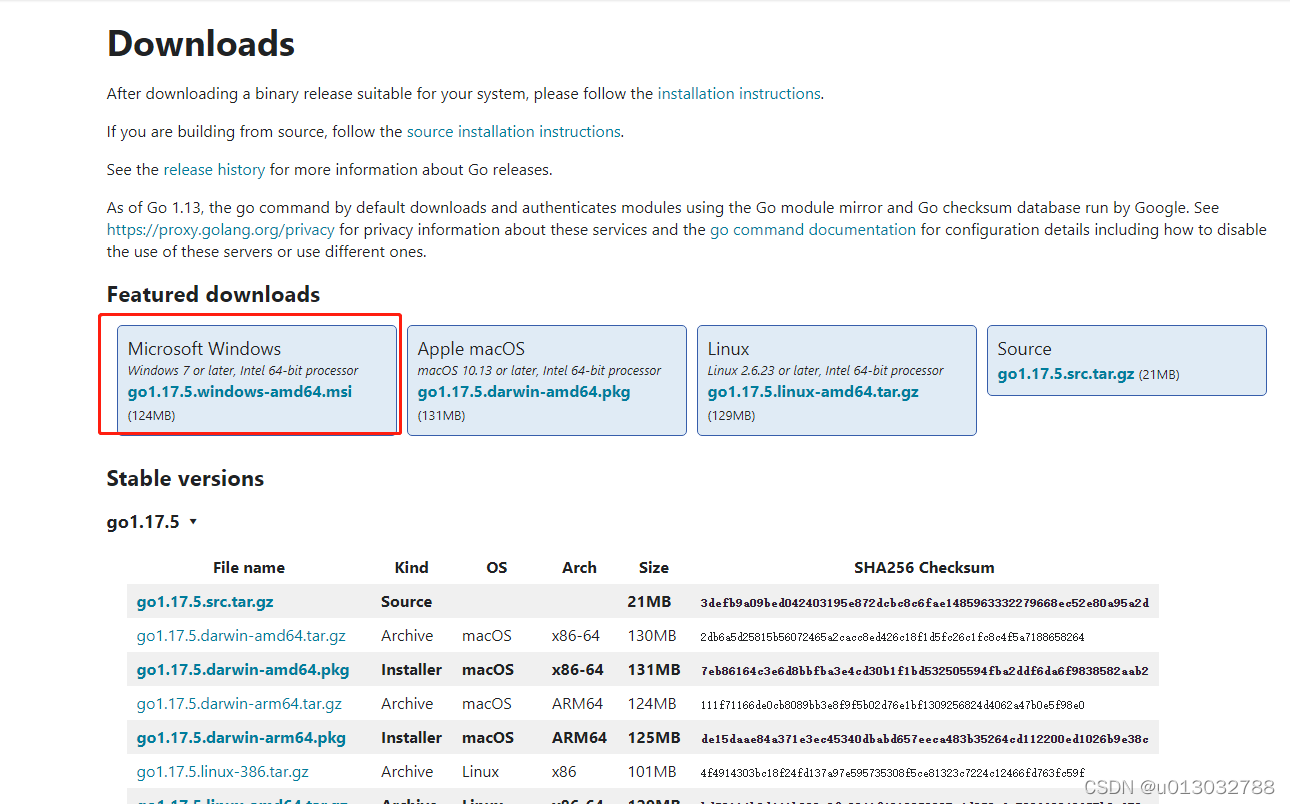 Downloads
After downloading a binary release suitable for your system, please follow the installation instructions.
If you are building from source, follow the source installation instructions.
See the release history for more information about Go releases.
As of Go 1.13, the go command by default downloads and authenticates modules using the Go module mirror and Go checksum database run by Google. See
https://proxy.golang.org/privacy for privacy information about these services and the go command documentation for configuration details including how to disable
the use of these servers or use different ones.
Featured downloads
Microsoft Windows
Windows 7 or later, Intel 64-bit processor
go1.17.5.windows-amd64.msi
(124MB)
Apple macOS
macOS 10.13 or later, Intel 64-bit processor
go1.17.5.darwin-amd64.pkg
(131MB)
Linux
Linux 2.6.23 or later, Intel 64-bit processor
go1.17.5.linux-amd64.tar.gz
(129MB)
Source
go1.17.5.src.tar.gz (21MB)
Stable versions
go1.17.5 ▾
File name Kind OS Arch Size SHA256 Checksum
go1.17.5.src.tar.gz Source 21MB 3defb9a09bed042403195e872dcbc8c6fae1485963332279668ec52e80a95a2d
go1.17.5.darwin-amd64.tar.gz Archive macOS x86-64 130MB 2db6a5d25815b56072465a2cacc8ed426c18f1d5fc26c1fc8c4f5a7188658264
go1.17.5.darwin-amd64.pkg Installer macOS x86-64 131MB 7eb86164c3e6d8bbfba3e4cd30b1f1bd532505594fba2ddf6da6f9838582aab2
go1.17.5.darwin-arm64.tar.gz Archive macOS ARM64 124MB 111f71166de0cb8089bb3e8f9f5b02d76e1bf1309256824d4062a47b0e5f98e0
go1.17.5.darwin-arm64.pkg Installer macOS ARM64 125MB de15daae84a371e3ec45340dbabd657eeca483b35264cd112200ed1026b9e38c
go1.17.5.linux-386.tar.gz Archive Linux x86 101MB 4f4914303bc18f24fd137a97e595735308f5ce81323c7224c12466fd763fc59f
CSDN @u013032788